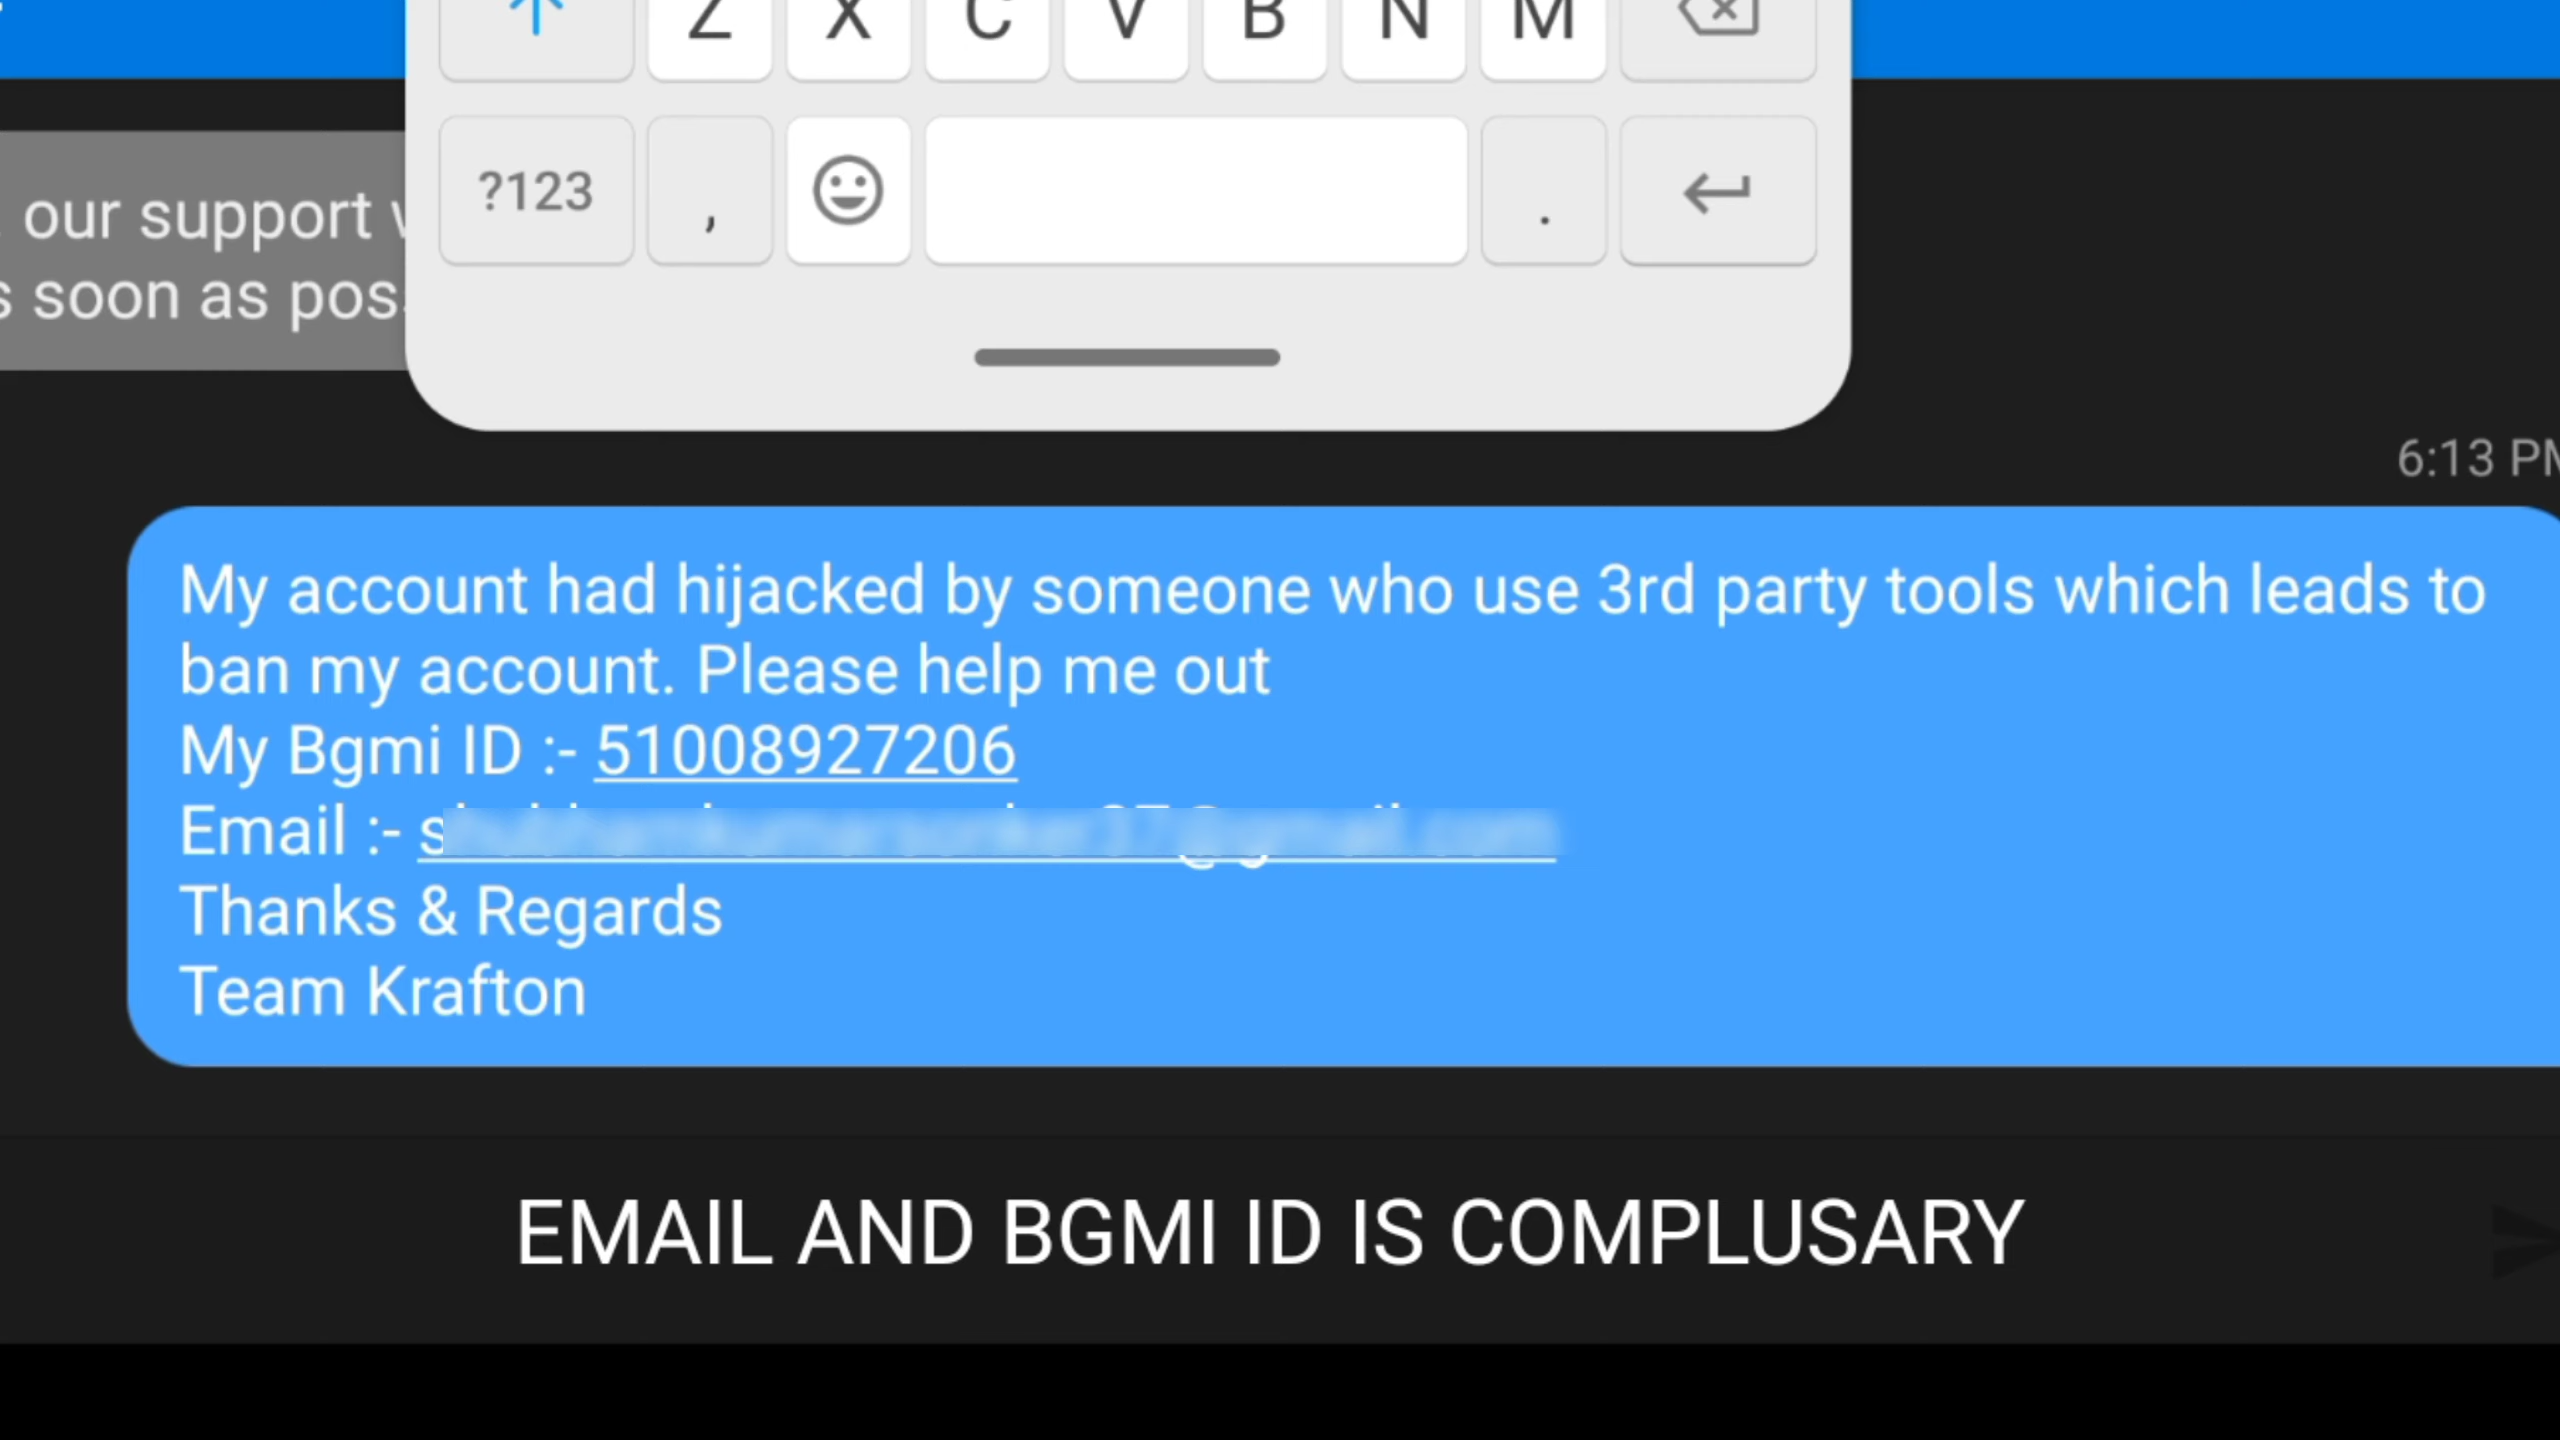 Z X C V B N M
?123 , .
our support
soon as
6:13 PM
My account had hijacked by someone who use 3rd party tools which leads to
ban my account. Please help me out
My Bgmi ID :- 51008927206
Email :-
Thanks & Regards
Team Krafton
EMAIL AND BGMI ID IS COMPLUSARY